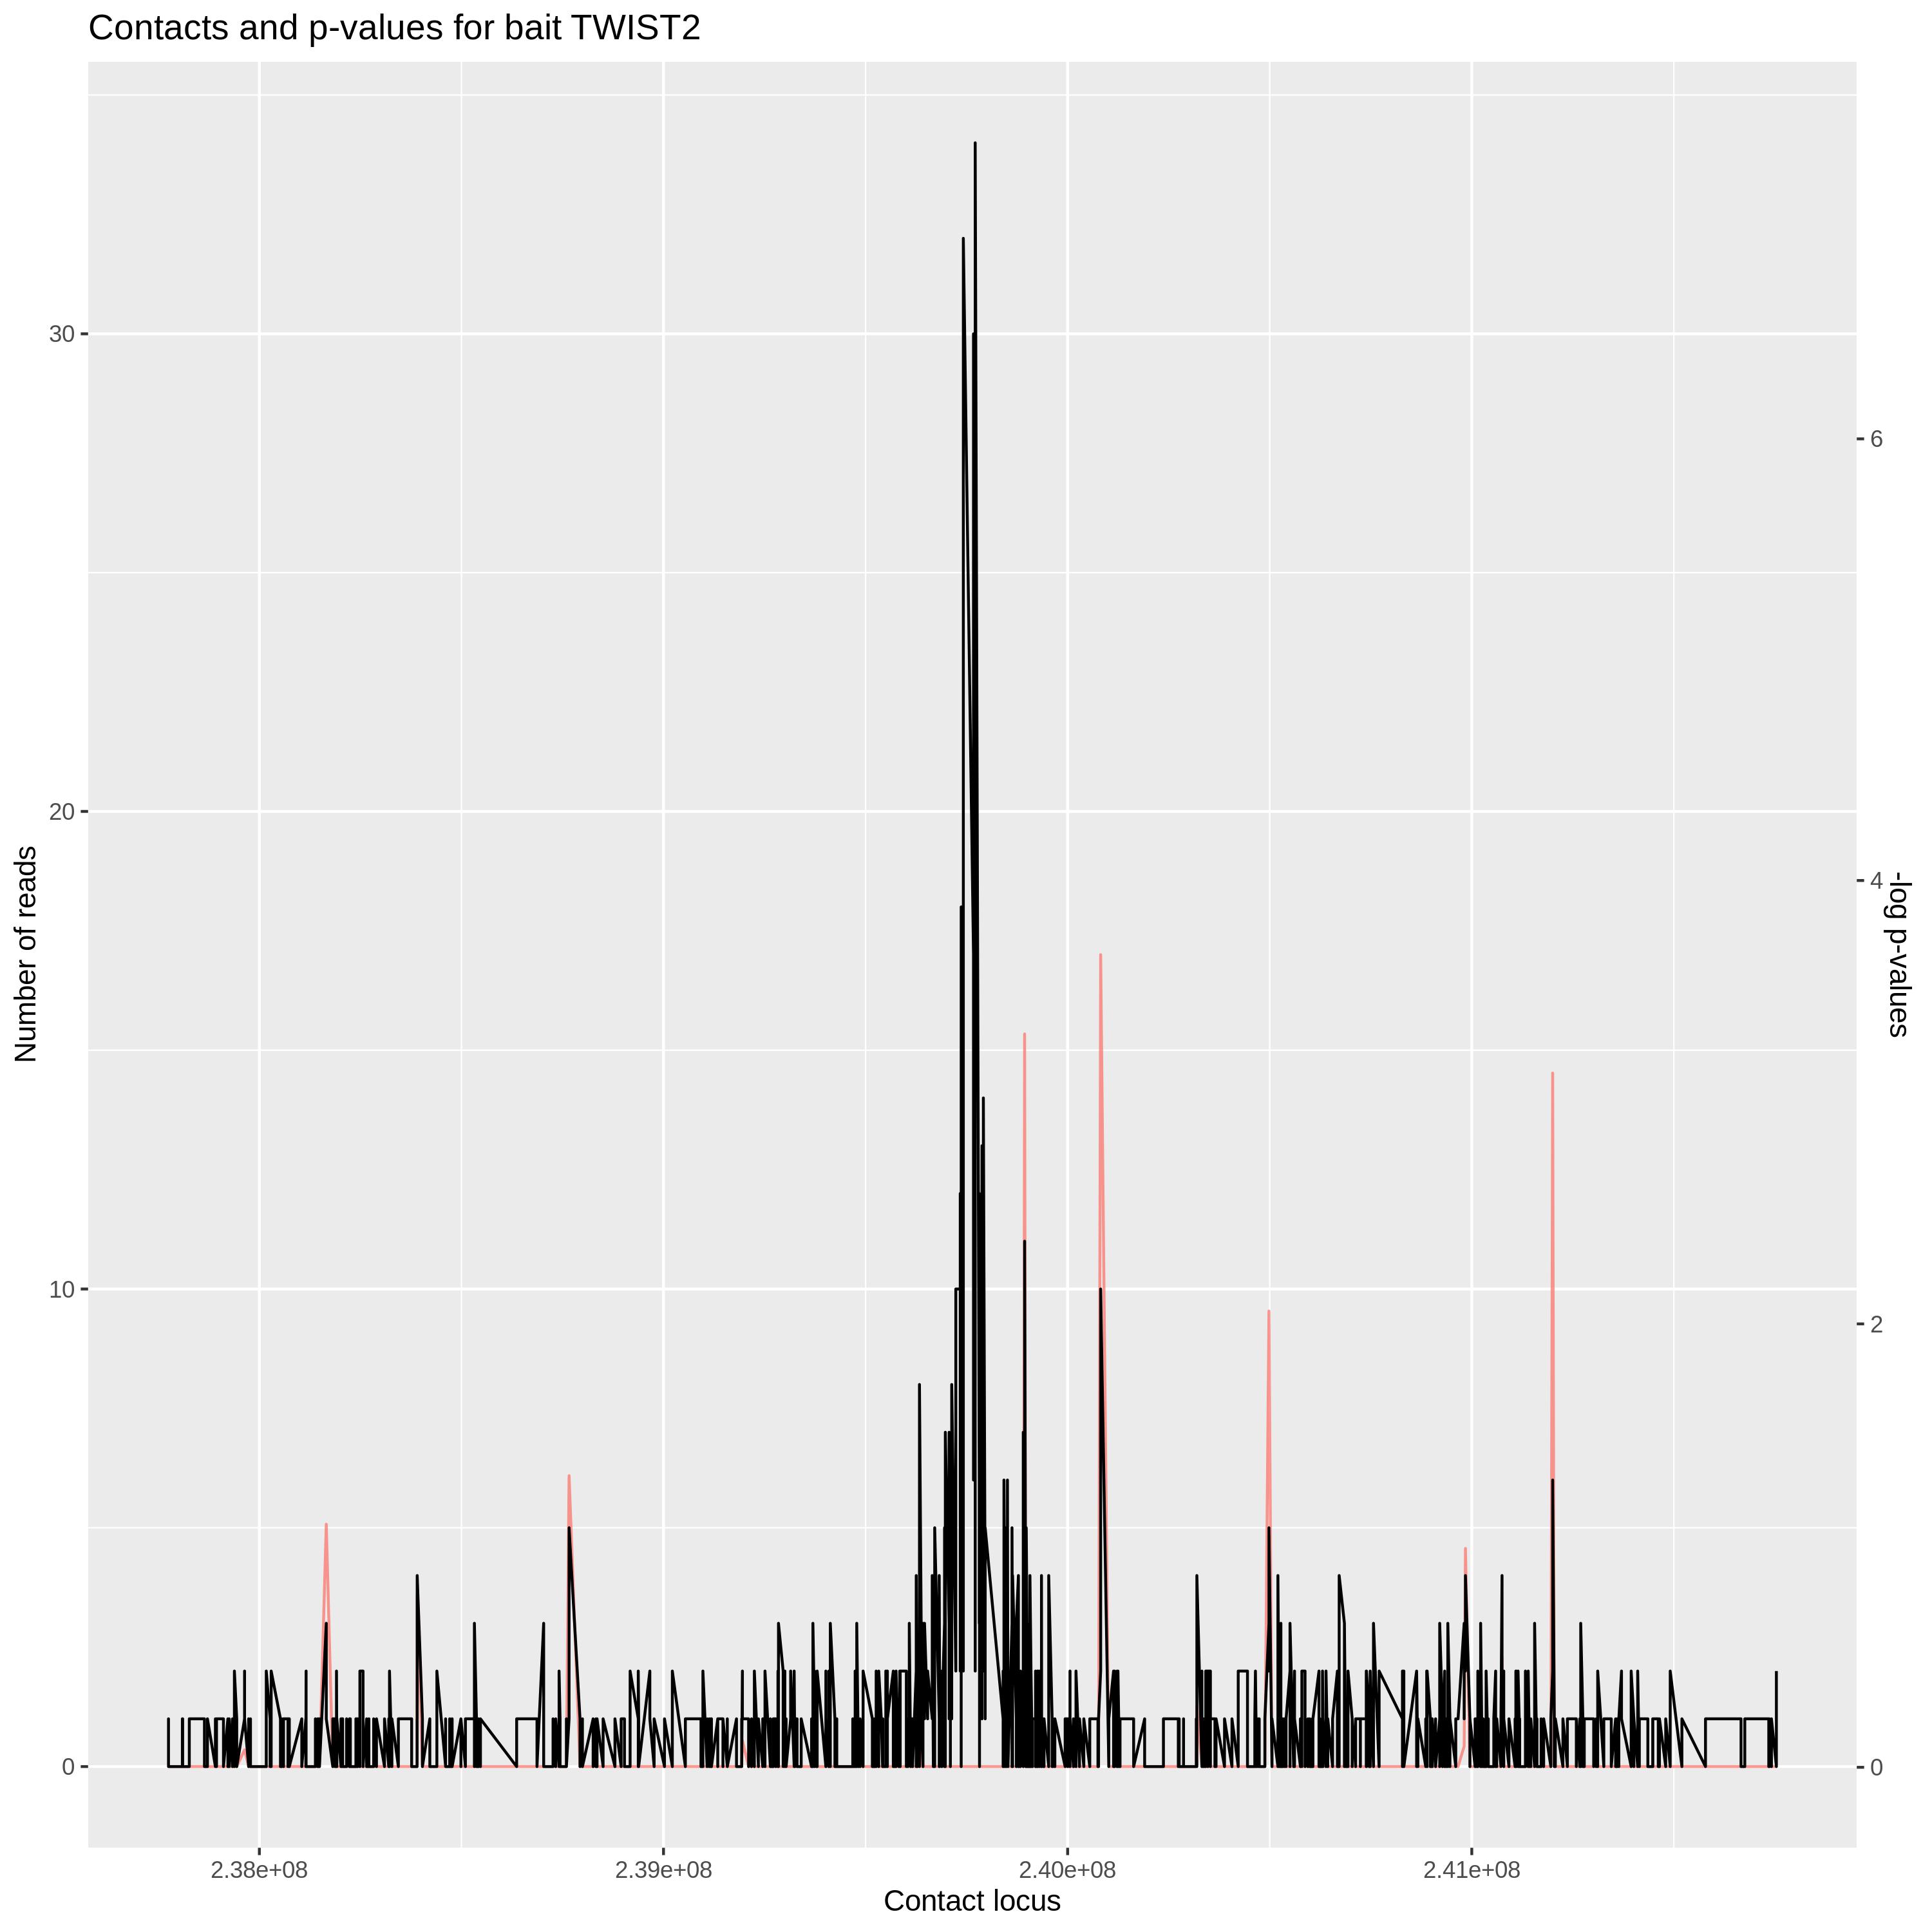 Contacts and p-values for bait TWIST2
Number of reads
30
20
10
0
6
4
2
0
-log p-values
2.38e+08
2.39e+08
2.40e+08
2.41e+08
Contact locus